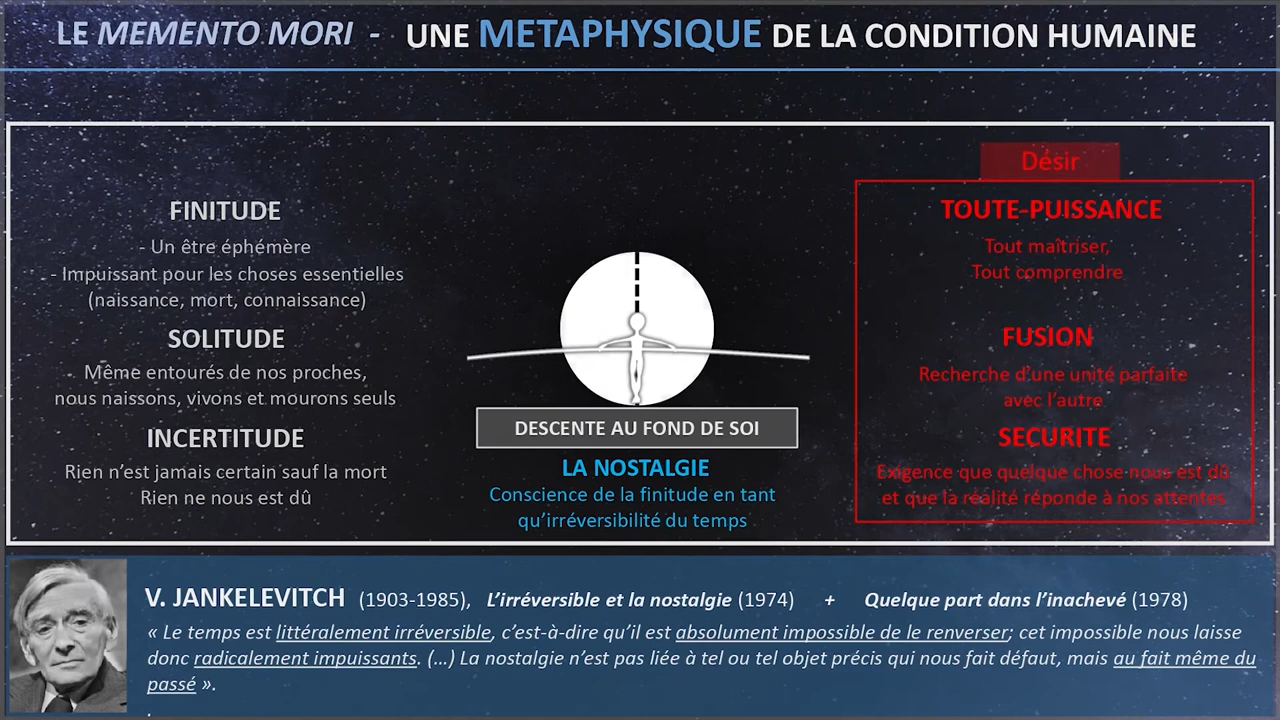 LE MEMENTO MORI - UNE METAPHYSIQUE DE LA CONDITION HUMAINE
FINITUDE
- Un être éphémère
- Impuissant pour les choses essentielles
(naissance, mort, connaissance)
SOLITUDE
Même entourés de nos proches,
nous naissons, vivons et mourons seuls
INCERTITUDE
Rien n’est jamais certain sauf la mort
Rien ne nous est dû
DESCENTE AU FOND DE SOI
LA NOSTALGIE
Conscience de la finitude en tant
qu’irréversibilité du temps
Désir
TOUTE-PUISSANCE
Tout maîtriser,
Tout comprendre
FUSION
Recherche d’une unité parfaite
avec l’autre
SECURITE
Exigence que quelque chose nous est dû
et que la réalité réponde à nos attentes
V. JANKELEVITCH (1903-1985), L’irréversible et la nostalgie (1974) + Quelque part dans l’inachevé (1978)
« Le temps est littéralement irréversible, c’est-à-dire qu’il est absolument impossible de le renverser; cet impossible nous laisse
donc radicalement impuissants. (…) La nostalgie n’est pas liée à tel ou tel objet précis qui nous fait défaut, mais au fait même du
passé ».
.